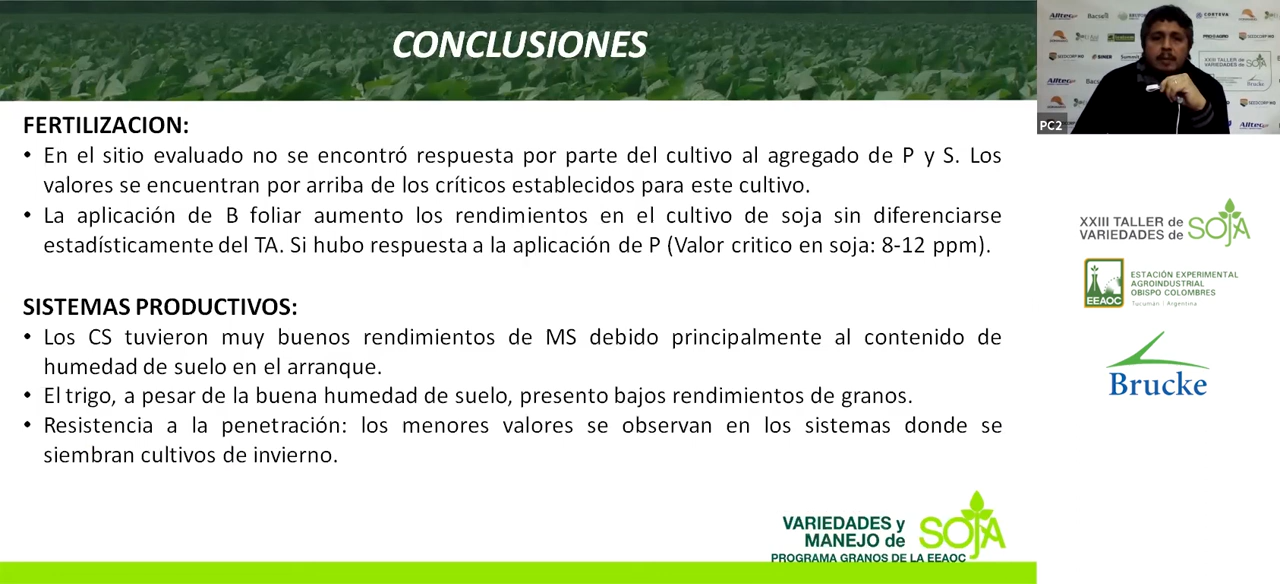 CONCLUSIONES
FERTILIZACION:
• En el sitio evaluado no se encontró respuesta por parte del cultivo al agregado de P y S. Los
valores se encuentran por arriba de los críticos establecidos para este cultivo.
• La aplicación de B foliar aumento los rendimientos en el cultivo de soja sin diferenciarse
estadísticamente del TA. Si hubo respuesta a la aplicación de P (Valor critico en soja: 8-12 ppm).
SISTEMAS PRODUCTIVOS:
• Los CS tuvieron muy buenos rendimientos de MS debido principalmente al contenido de
humedad de suelo en el arranque.
• El trigo, a pesar de la buena humedad de suelo, presento bajos rendimientos de granos.
• Resistencia a la penetración: los menores valores se observan en los sistemas donde se
siembran cultivos de invierno.
VARIEDADES y
MANEJO de SOJA
PROGRAMA GRANOS DE LA EEAOC
Alltech
CORTEVA
PC2
XXIII TALLER de
VARIEDADES de SOJA
EEAOC
ESTACIÓN EXPERIMENTAL
AGROINDUSTRIAL
OBISPO COLOMBRES
Tucumán | Argentina
Brucke